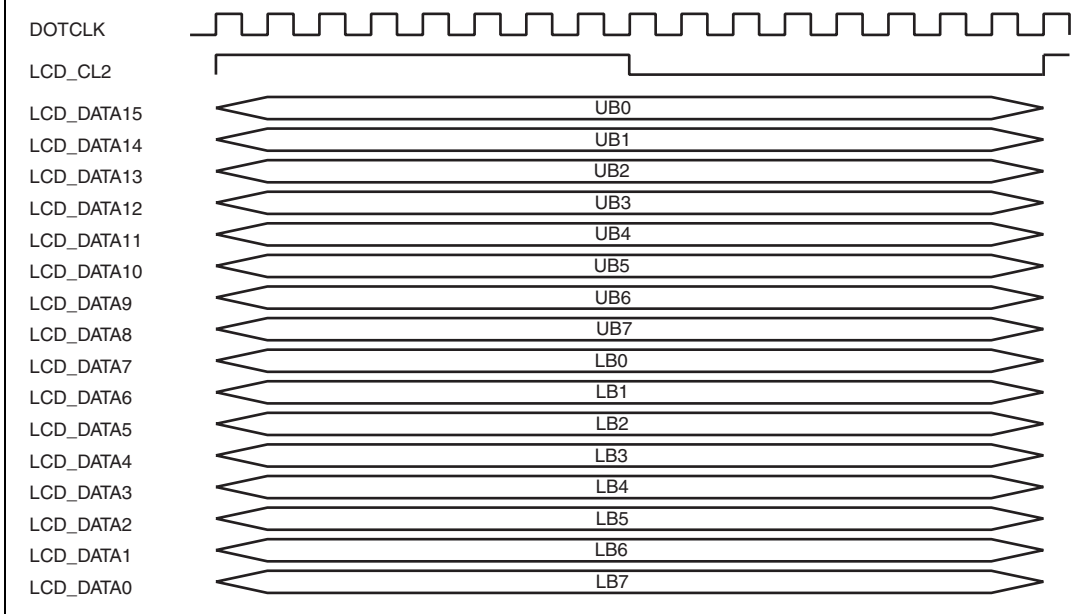 DOTCLK
LCD_CL2
LCD_DATA15 UB0
LCD_DATA14 UB1
LCD_DATA13 UB2
LCD_DATA12 UB3
LCD_DATA11 UB4
LCD_DATA10 UB5
LCD_DATA9 UB6
LCD_DATA8 UB7
LCD_DATA7 LB0
LCD_DATA6 LB1
LCD_DATA5 LB2
LCD_DATA4 LB3
LCD_DATA3 LB4
LCD_DATA2 LB5
LCD_DATA1 LB6
LCD_DATA0 LB7